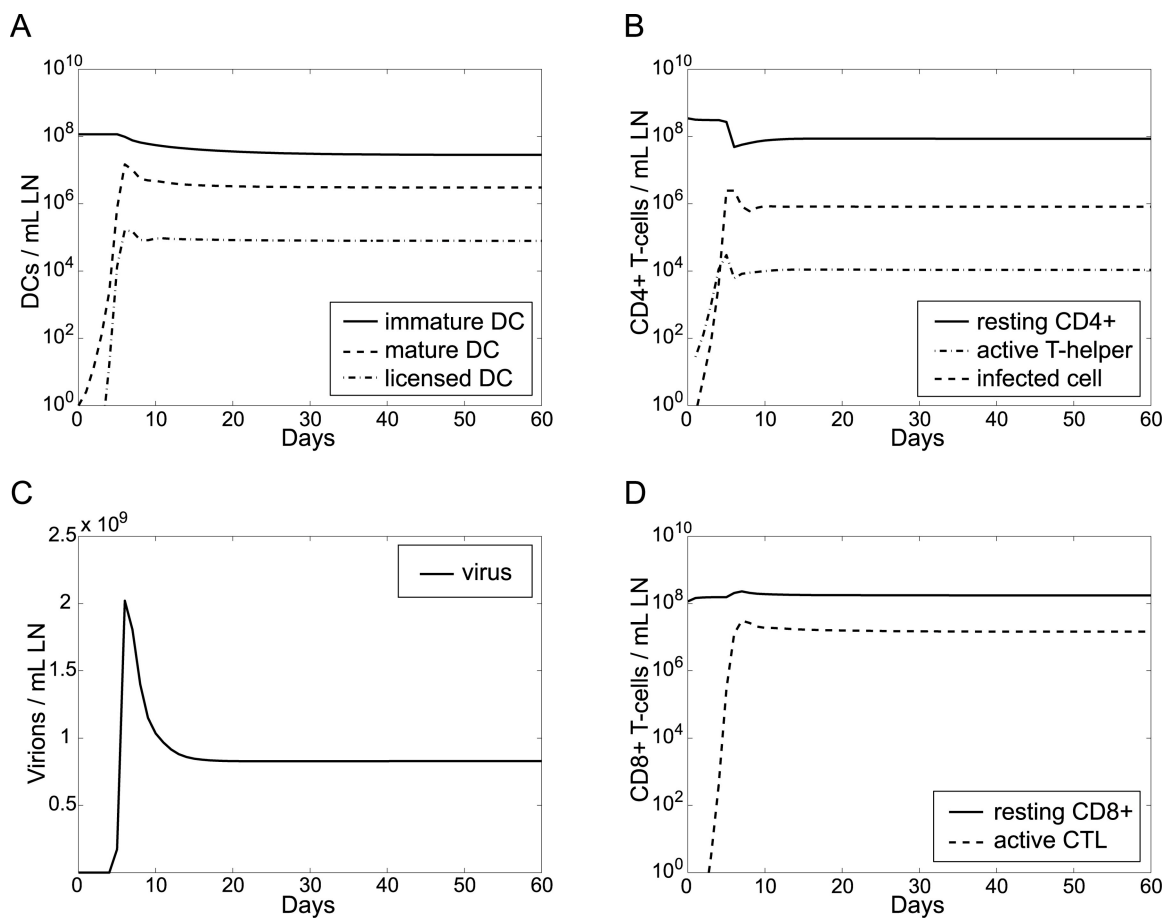 A
10^10
10^8
10^6
10^4
10^2
10^0
DCs / mL LN
immature DC
mature DC
licensed DC
0 10 20 30 40 50 60
Days
B
10^10
10^8
10^6
10^4
10^2
10^0
CD4+ T-cells / mL LN
resting CD4+
active T-helper
infected cell
0 10 20 30 40 50 60
Days
C
x 10^9
2.5
2
1.5
1
0.5
Virions / mL LN
virus
0 10 20 30 40 50 60
Days
D
10^10
10^8
10^6
10^4
10^2
10^0
CD8+ T-cells / mL LN
resting CD8+
active CTL
0 10 20 30 40 50 60
Days